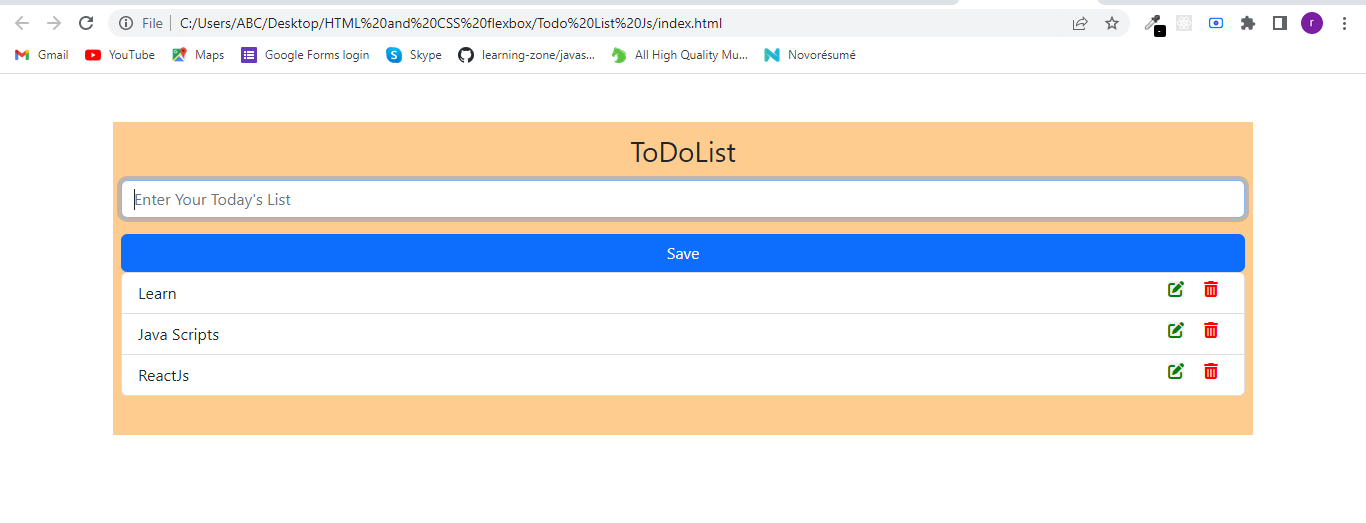 File C:/Users/ABC/Desktop/HTML%20and%20CSS%20flexbox/Todo%20List%20Js/index.html - r
Gmail YouTube Maps Google Forms login Skype learning-zone/javas... All High Quality Mu... Novorésumé
ToDoList
Enter Your Today's List
Save
Learn
Java Scripts
ReactJs